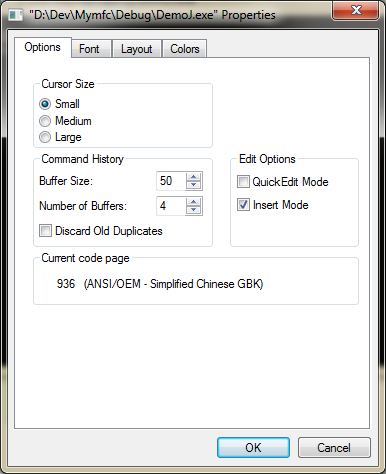 "D:\Dev\Mymfc\Debug\DemoJ.exe" Properties
Options Font Layout Colors
Cursor Size
Small
Medium
Large
Command History
Buffer Size: 50
Number of Buffers: 4
Discard Old Duplicates
Edit Options
QuickEdit Mode
Insert Mode
Current code page
936 (ANSI/OEM - Simplified Chinese GBK)
OK Cancel